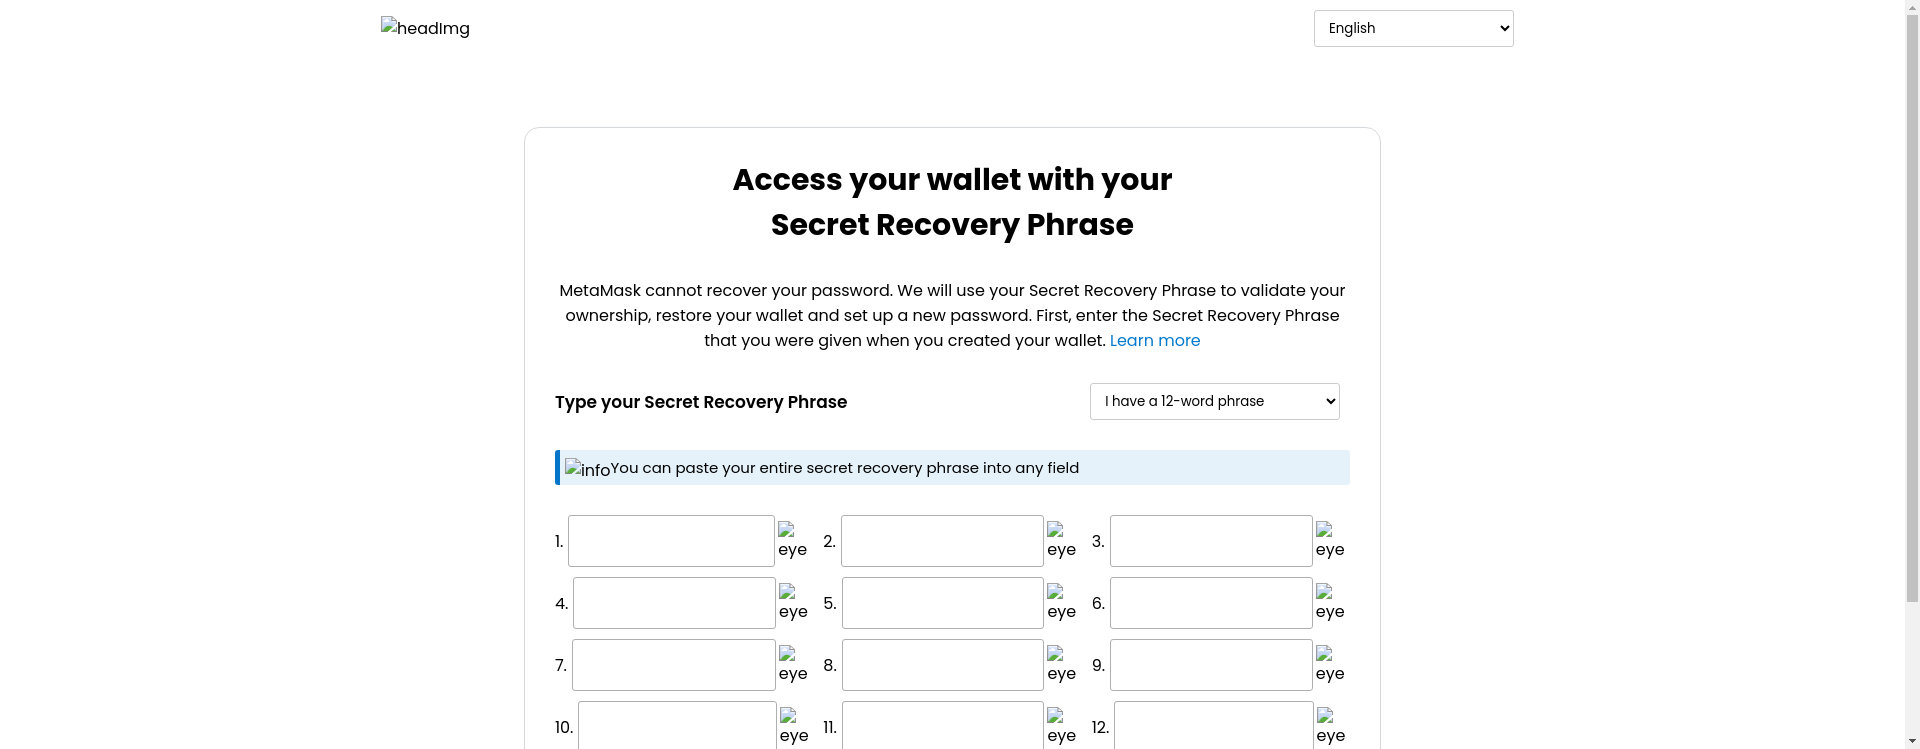 headImg
English
Access your wallet with your
Secret Recovery Phrase
MetaMask cannot recover your password. We will use your Secret Recovery Phrase to validate your
ownership, restore your wallet and set up a new password. First, enter the Secret Recovery Phrase
that you were given when you created your wallet. Learn more
Type your Secret Recovery Phrase
I have a 12-word phrase
info You can paste your entire secret recovery phrase into any field
1. eye 2. eye 3. eye
4. eye 5. eye 6. eye
7. eye 8. eye 9. eye
10. eye 11. eye 12. eye